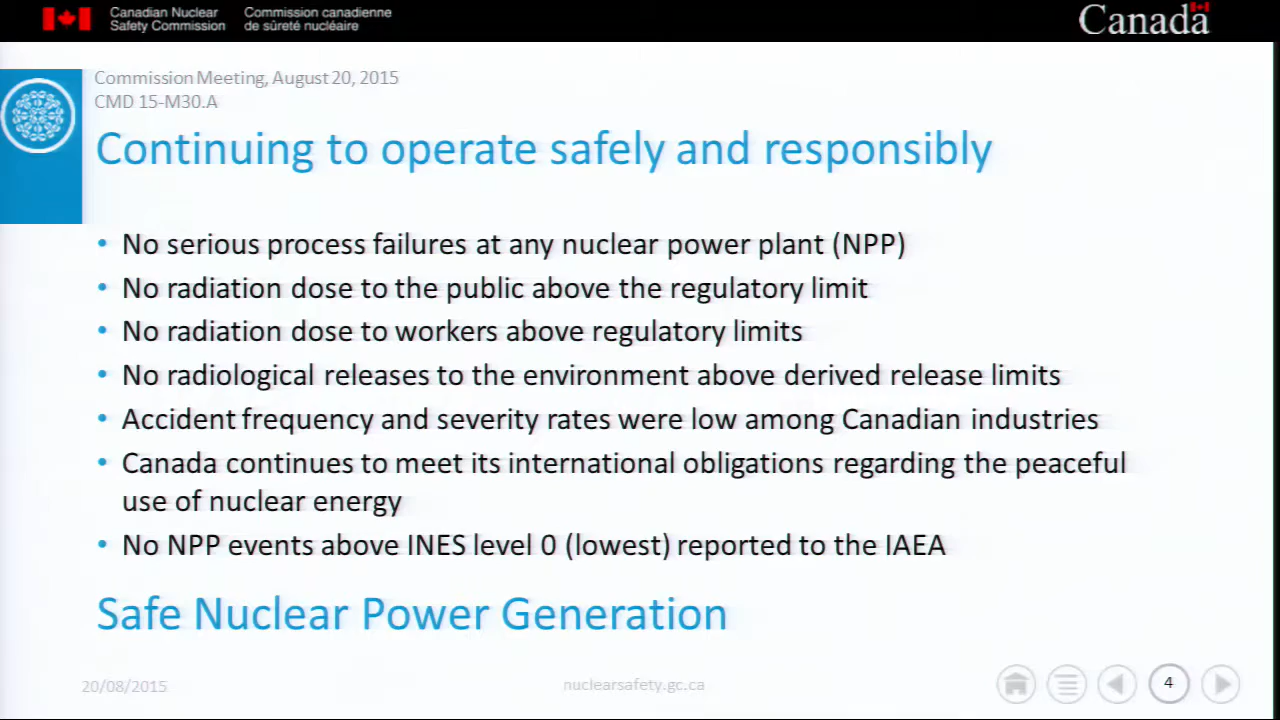 Canadian Nuclear Safety Commission
Commission canadienne de sûreté nucléaire
Canada
Commission Meeting, August 20, 2015
CMD 15-M30.A
Continuing to operate safely and responsibly
• No serious process failures at any nuclear power plant (NPP)
• No radiation dose to the public above the regulatory limit
• No radiation dose to workers above regulatory limits
• No radiological releases to the environment above derived release limits
• Accident frequency and severity rates were low among Canadian industries
• Canada continues to meet its international obligations regarding the peaceful
use of nuclear energy
• No NPP events above INES level 0 (lowest) reported to the IAEA
Safe Nuclear Power Generation
20/08/2015
nuclearsafety.gc.ca
4